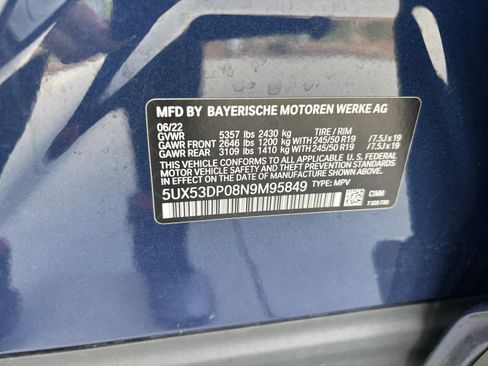 MFD BY BAYERISCHE MOTOREN WERKE AG
06/22
GVWR 5357 lbs 2430 kg TIRE / RIM
GAWR FRONT 2646 lbs 1200 kg WITH 245/50 R19 /7.5J x 19
GAWR REAR 3109 lbs 1410 kg WITH 245/50 R19 /7.5J x 19
THIS VEHICLE CONFORMS TO ALL APPLICABLE FEDERAL
MOTOR VEHICLE SAFETY, BUMPER, AND THEFT
PREVENTION STANDARDS IN EFFECT ON THE DATE OF
MANUFACTURE SHOWN ABOVE.
5UX53DP08N9M95849 TYPE: MPV
C1MM